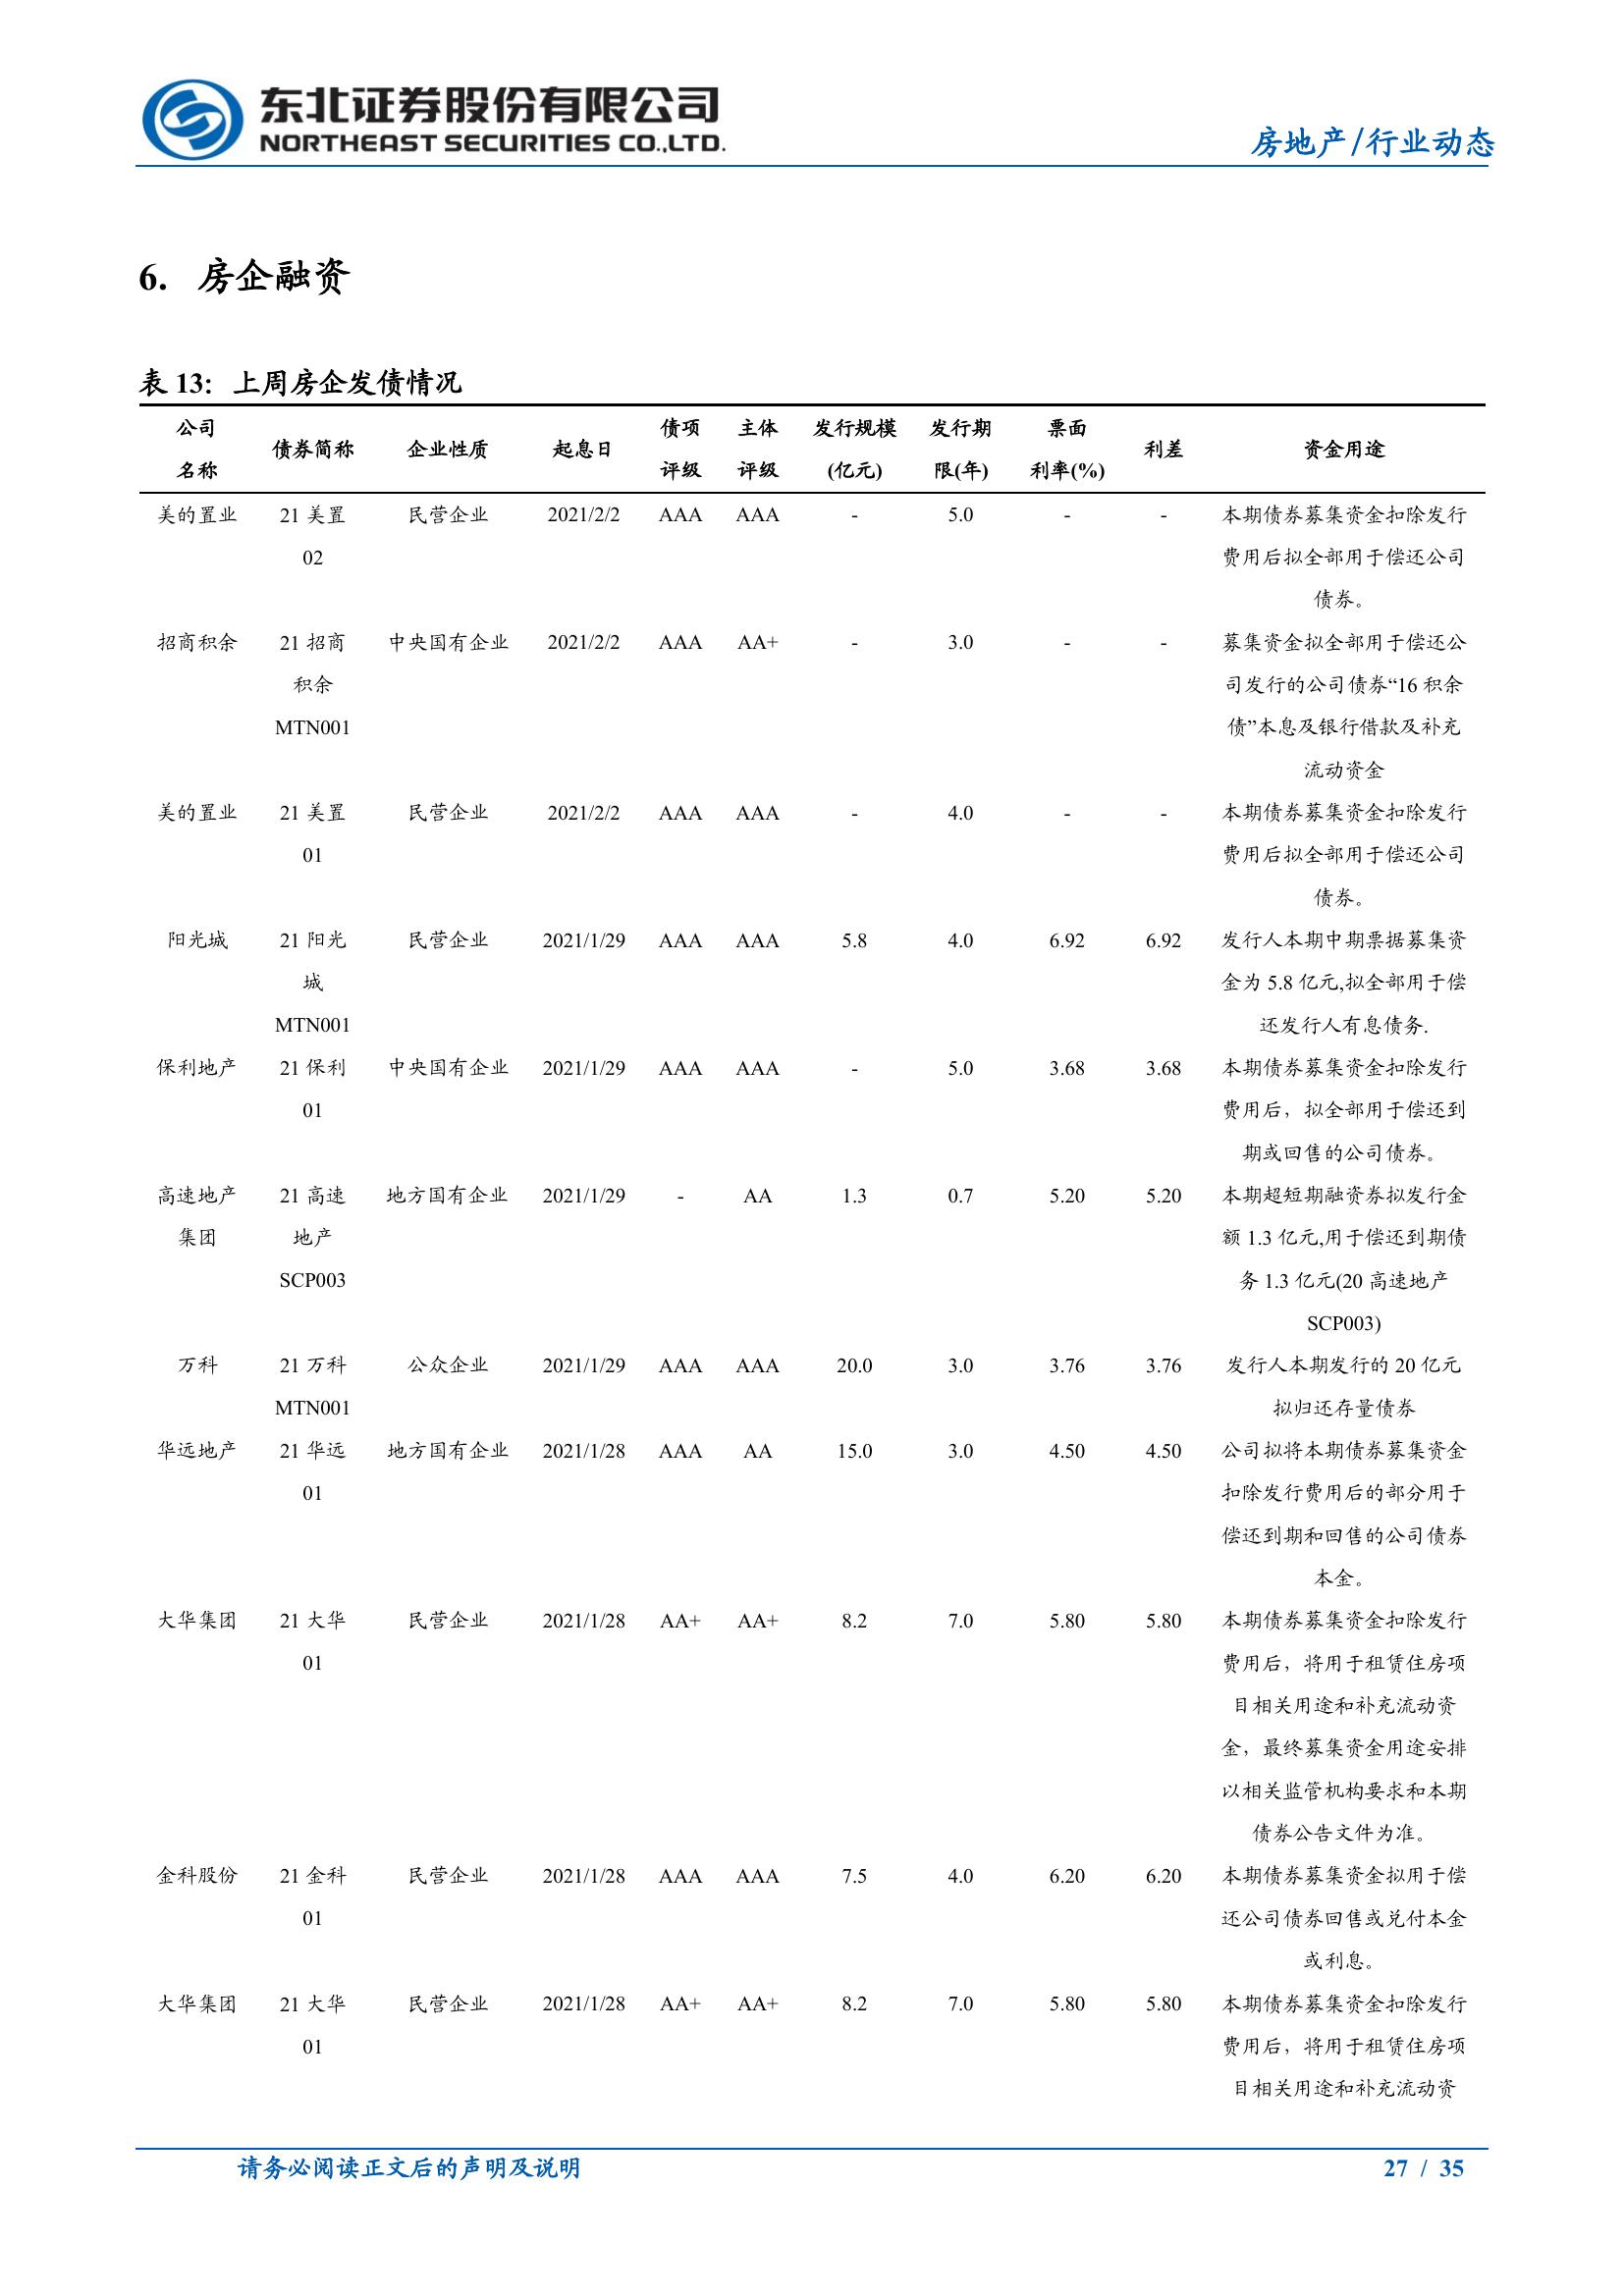 东北证券股份有限公司
NORTHEAST SECURITIES CO.,LTD.
房地产/行业动态
6. 房企融资
表 13：上周房企发债情况
公司名称 债券简称 企业性质 起息日 债项评级 主体评级 发行规模(亿元) 发行期限(年) 票面利率(%) 利差 资金用途
美的置业 21 美置 民营企业 2021/2/2 AAA AAA - 5.0 - - 本期债券募集资金扣除发行
02 费用后拟全部用于偿还公司
债券。
招商积余 21 招商 中央国有企业 2021/2/2 AAA AA+ - 3.0 - - 募集资金拟全部用于偿还公
积余 司发行的公司债券“16 积余
MTN001 债”本息及银行借款及补充
流动资金
美的置业 21 美置 民营企业 2021/2/2 AAA AAA - 4.0 - - 本期债券募集资金扣除发行
01 费用后拟全部用于偿还公司
债券。
阳光城 21 阳光 民营企业 2021/1/29 AAA AAA 5.8 4.0 6.92 6.92 发行人本期中期票据募集资
城 金为 5.8 亿元,拟全部用于偿
MTN001 还发行人有息债务.
保利地产 21 保利 中央国有企业 2021/1/29 AAA AAA - 5.0 3.68 3.68 本期债券募集资金扣除发行
01 费用后，拟全部用于偿还到
期或回售的公司债券。
高速地产 21 高速 地方国有企业 2021/1/29 - AA 1.3 0.7 5.20 5.20 本期超短期融资券拟发行金
集团 地产 额 1.3 亿元,用于偿还到期债
SCP003 务 1.3 亿元(20 高速地产
SCP003)
万科 21 万科 公众企业 2021/1/29 AAA AAA 20.0 3.0 3.76 3.76 发行人本期发行的 20 亿元
MTN001 拟归还存量债券
华远地产 21 华远 地方国有企业 2021/1/28 AAA AA 15.0 3.0 4.50 4.50 公司拟将本期债券募集资金
01 扣除发行费用后的部分用于
偿还到期和回售的公司债券
本金。
大华集团 21 大华 民营企业 2021/1/28 AA+ AA+ 8.2 7.0 5.80 5.80 本期债券募集资金扣除发行
01 费用后，将用于租赁住房项
目相关用途和补充流动资
金，最终募集资金用途安排
以相关监管机构要求和本期
债券公告文件为准。
金科股份 21 金科 民营企业 2021/1/28 AAA AAA 7.5 4.0 6.20 6.20 本期债券募集资金拟用于偿
01 还公司债券回售或兑付本金
或利息。
大华集团 21 大华 民营企业 2021/1/28 AA+ AA+ 8.2 7.0 5.80 5.80 本期债券募集资金扣除发行
01 费用后，将用于租赁住房项
目相关用途和补充流动资
请务必阅读正文后的声明及说明 27 / 35